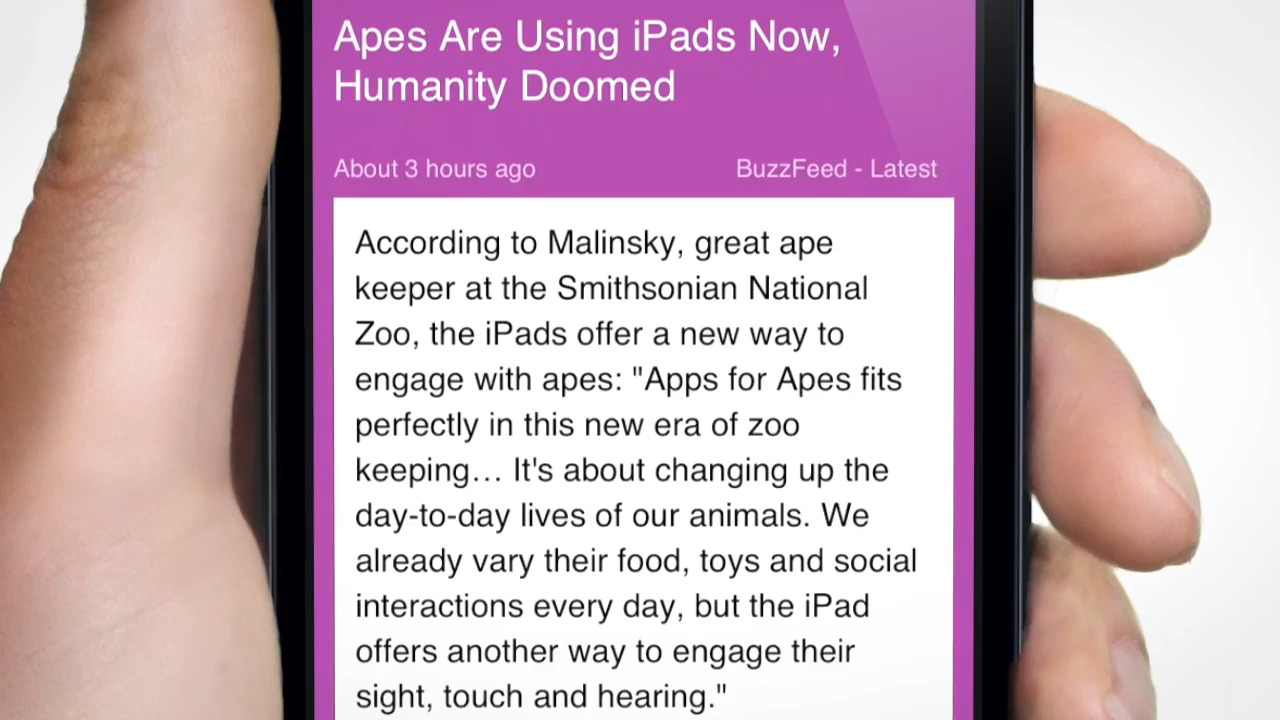 Apes Are Using iPads Now,
Humanity Doomed
About 3 hours ago
BuzzFeed - Latest
According to Malinsky, great ape
keeper at the Smithsonian National
Zoo, the iPads offer a new way to
engage with apes: "Apps for Apes fits
perfectly in this new era of zoo
keeping... It's about changing up the
day-to-day lives of our animals. We
already vary their food, toys and social
interactions every day, but the iPad
offers another way to engage their
sight, touch and hearing."